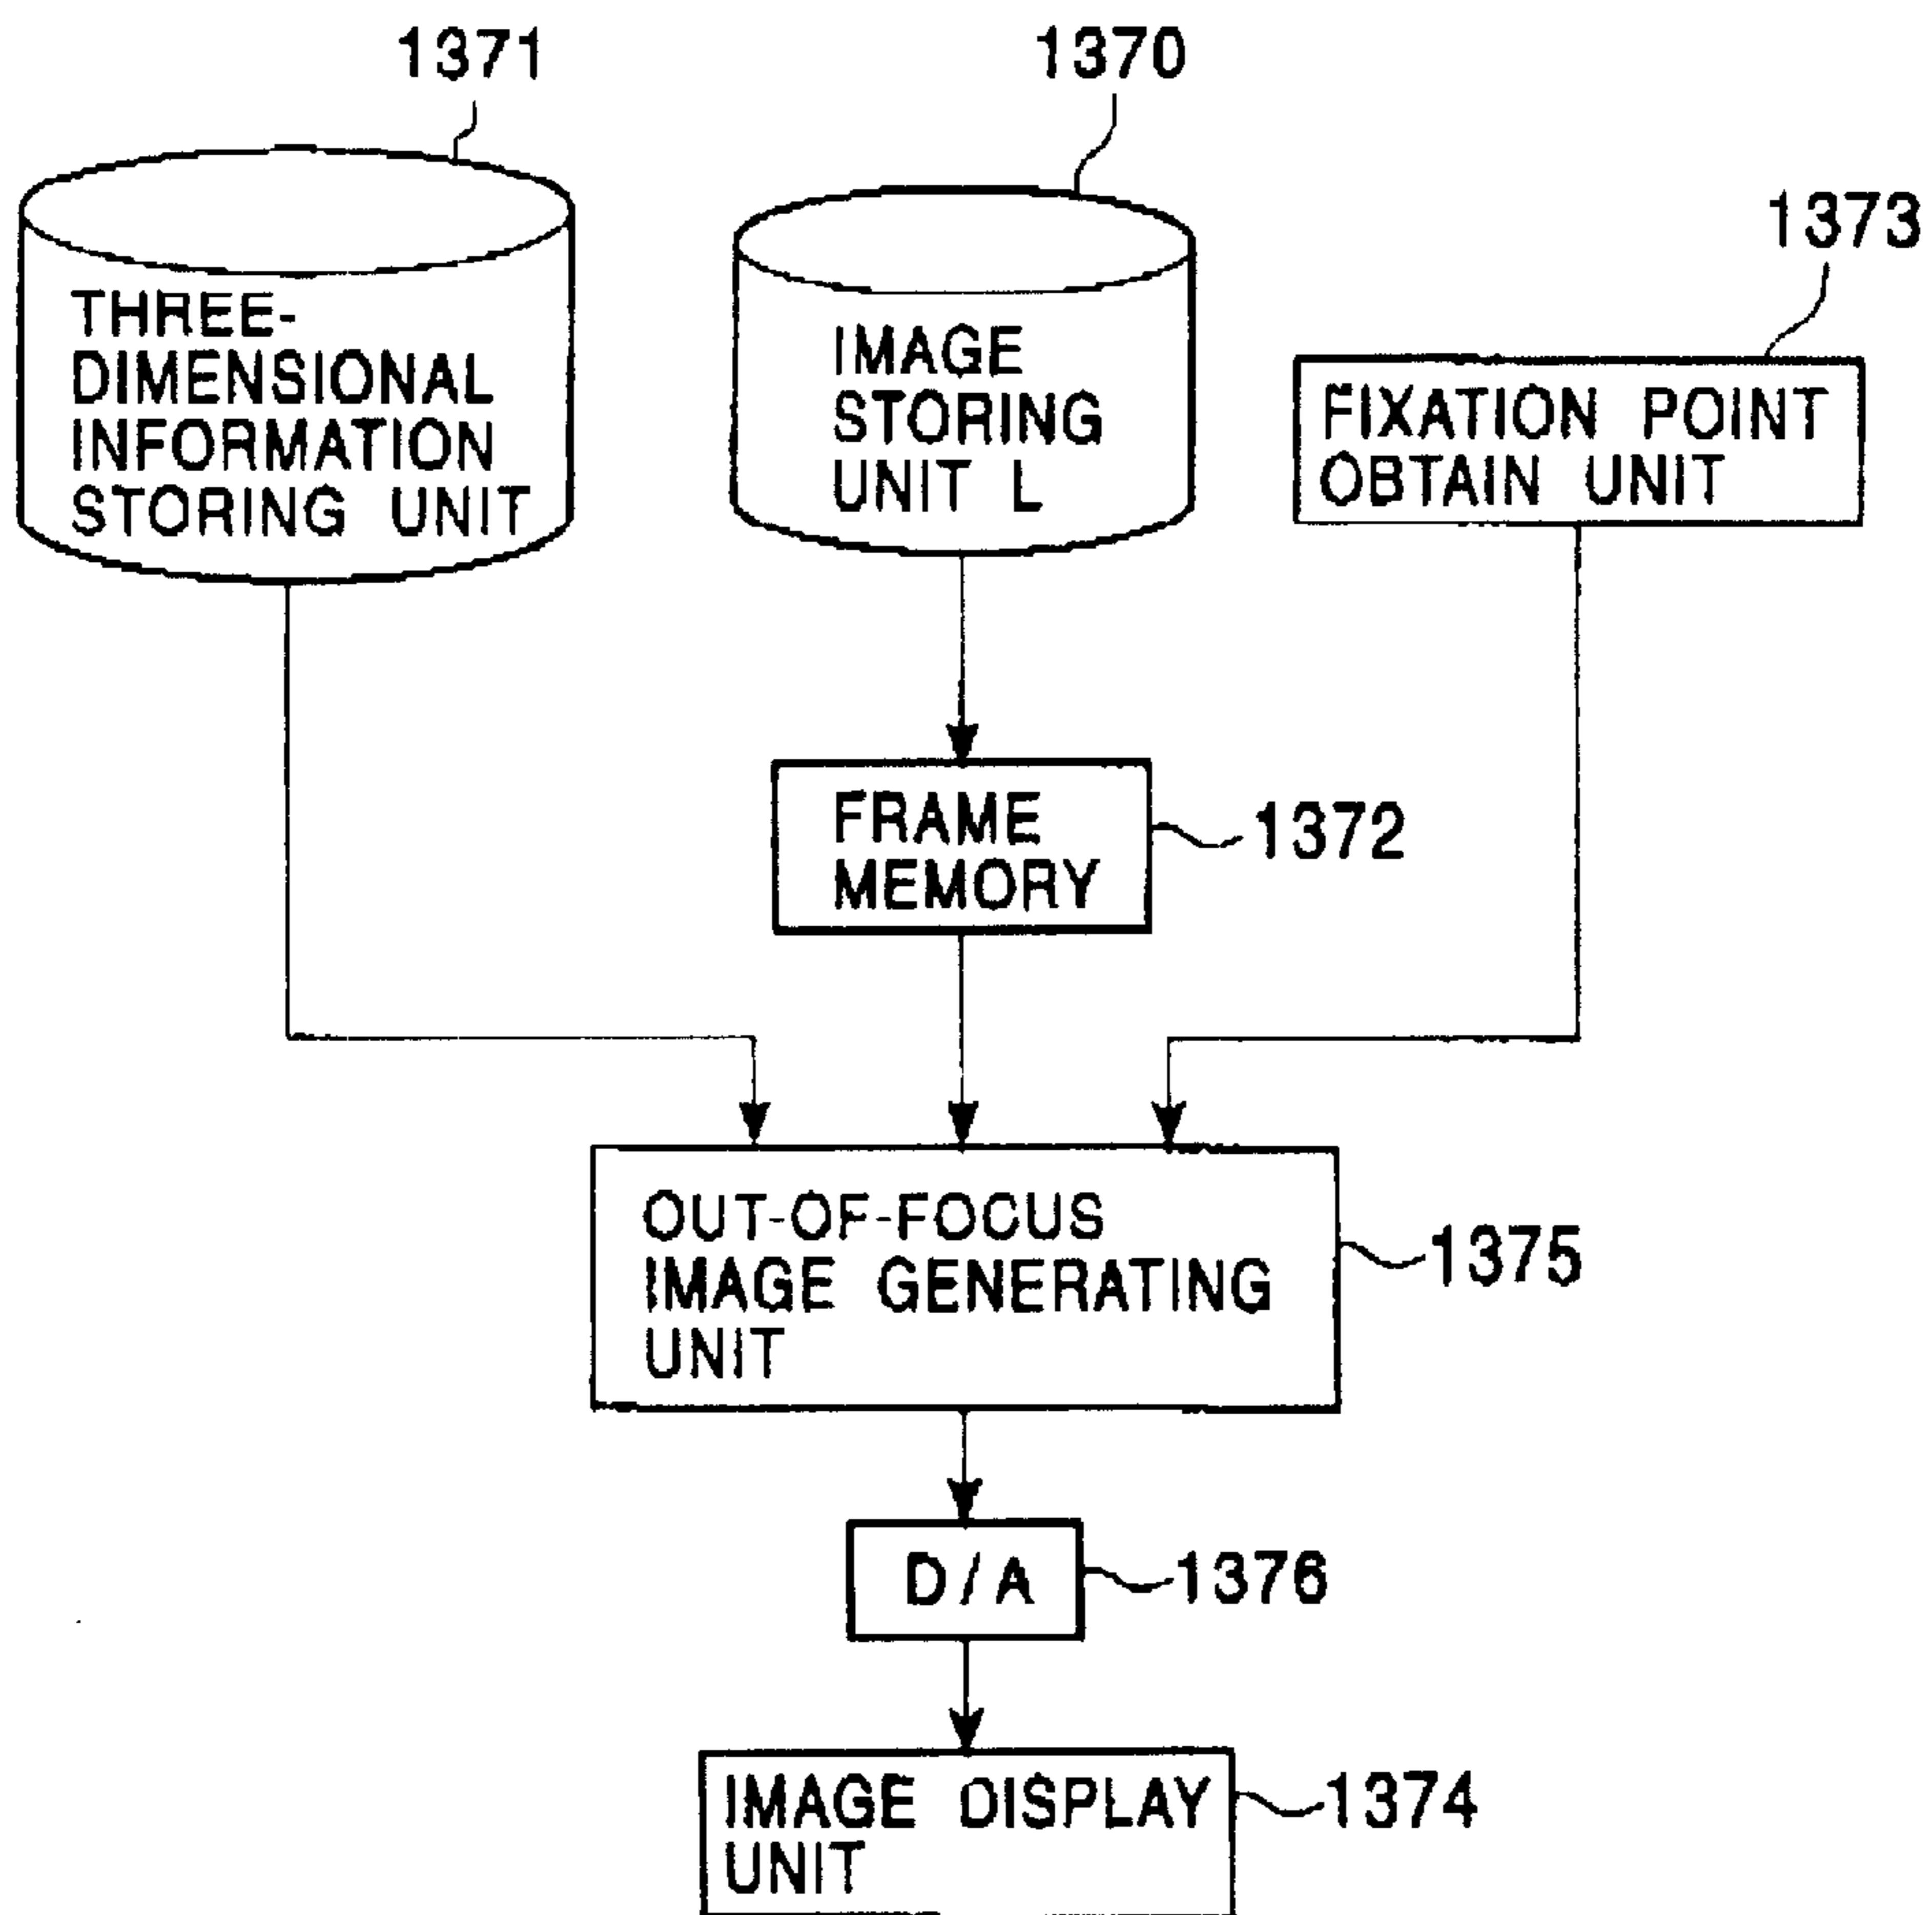 1371
1370
1373
THREE-
DIMENSIONAL
INFORMATION
STORING UNIT
IMAGE
STORING
UNIT L
FIXATION POINT
OBTAIN UNIT
FRAME
MEMORY
1372
OUT-OF-FOCUS
IMAGE GENERATING
UNIT
1375
D/A
1376
IMAGE DISPLAY
UNIT
1374